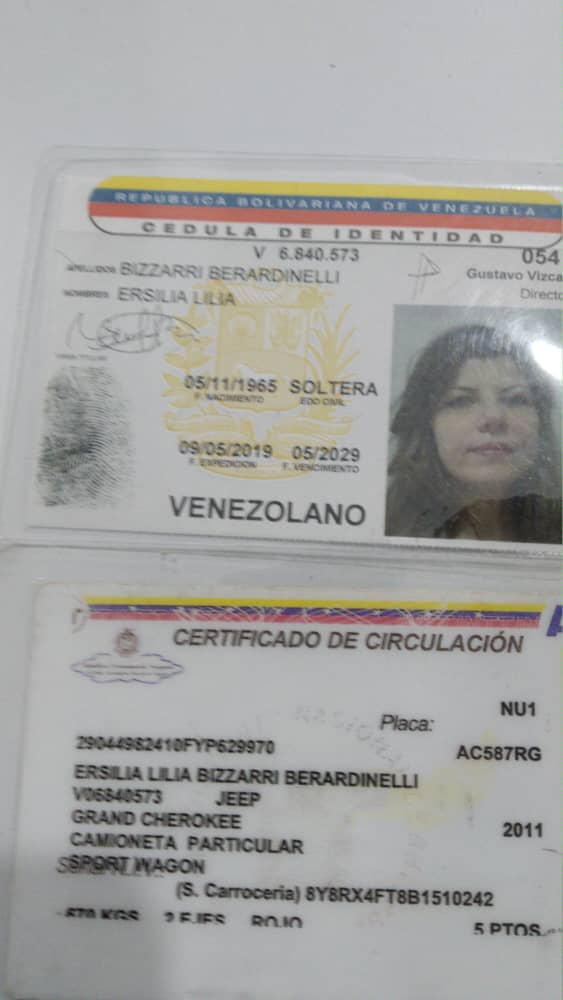 REPUBLICA BOLIVARIANA DE VENEZUELA
CEDULA DE IDENTIDAD
V 6.840.573
054
APELLIDOS BIZZARRI BERARDINELLI
Gustavo Vizca
NOMBRES ERSILIA LILIA
Directo
05/11/1965 SOLTERA
F. NACIMIENTO EDO CIVIL
09/05/2019 05/2029
F. EXPEDICION F. VENCIMIENTO
VENEZOLANO
CERTIFICADO DE CIRCULACIÓN
NU1
Placa:
29044982410FYP629970
AC587RG
ERSILIA LILIA BIZZARRI BERARDINELLI
V06840573 JEEP
GRAND CHEROKEE
2011
CAMIONETA PARTICULAR
SPORT WAGON
(S. Carroceria) 8Y8RX4FT8B1510242
670 KGS 2 EJES ROJO
5 PTOS